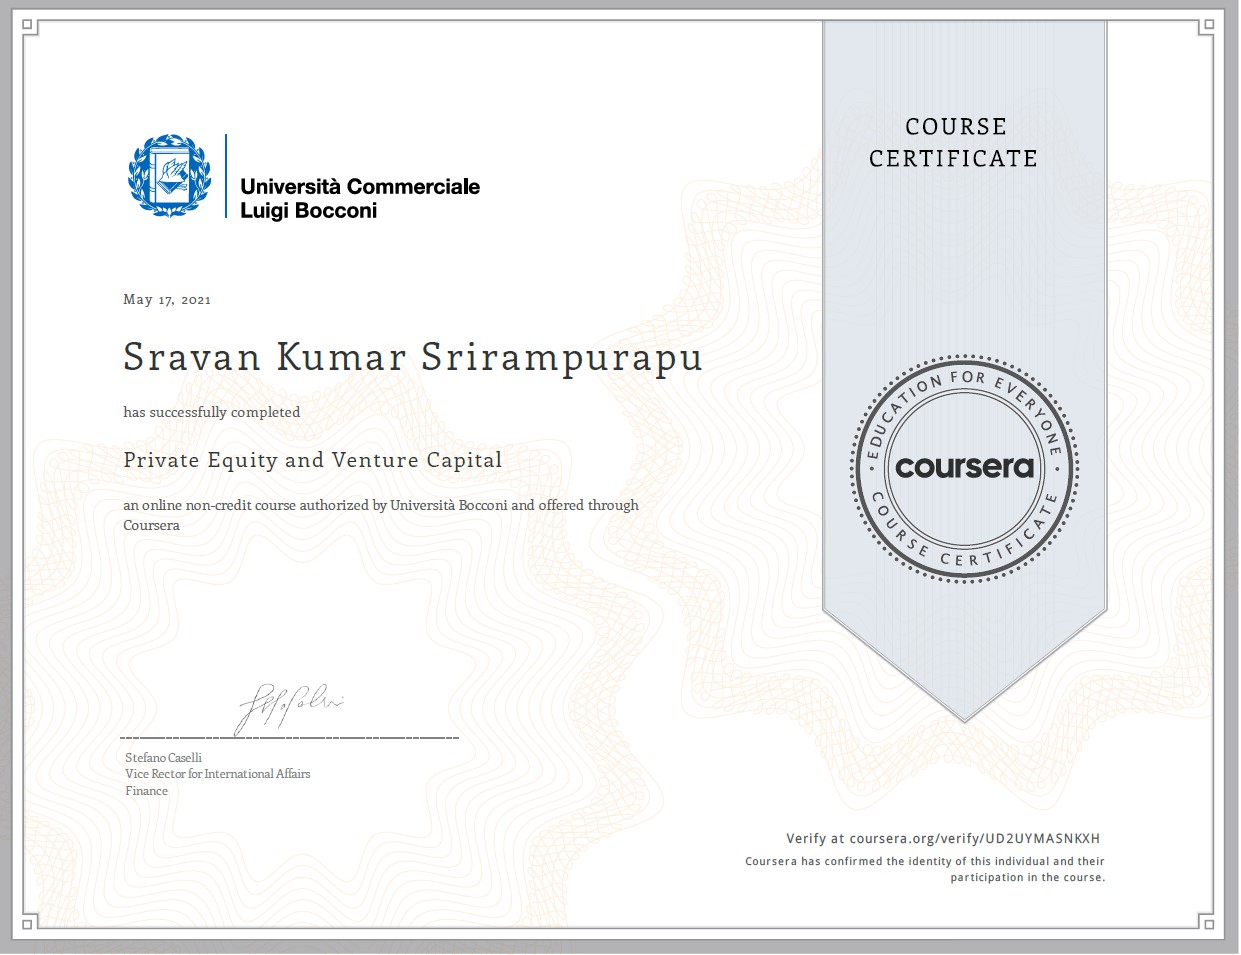 COURSE
CERTIFICATE
Università Commerciale
Luigi Bocconi
May 17, 2021
Sravan Kumar Srirampurapu
has successfully completed
Private Equity and Venture Capital
an online non-credit course authorized by Università Bocconi and offered through
Coursera
EDUCATION FOR EVERYONE
coursera
COURSE CERTIFICATE
Stefano Caselli
Vice Rector for International Affairs
Finance
Verify at coursera.org/verify/UD2UYMASNKXH
Coursera has confirmed the identity of this individual and their
participation in the course.